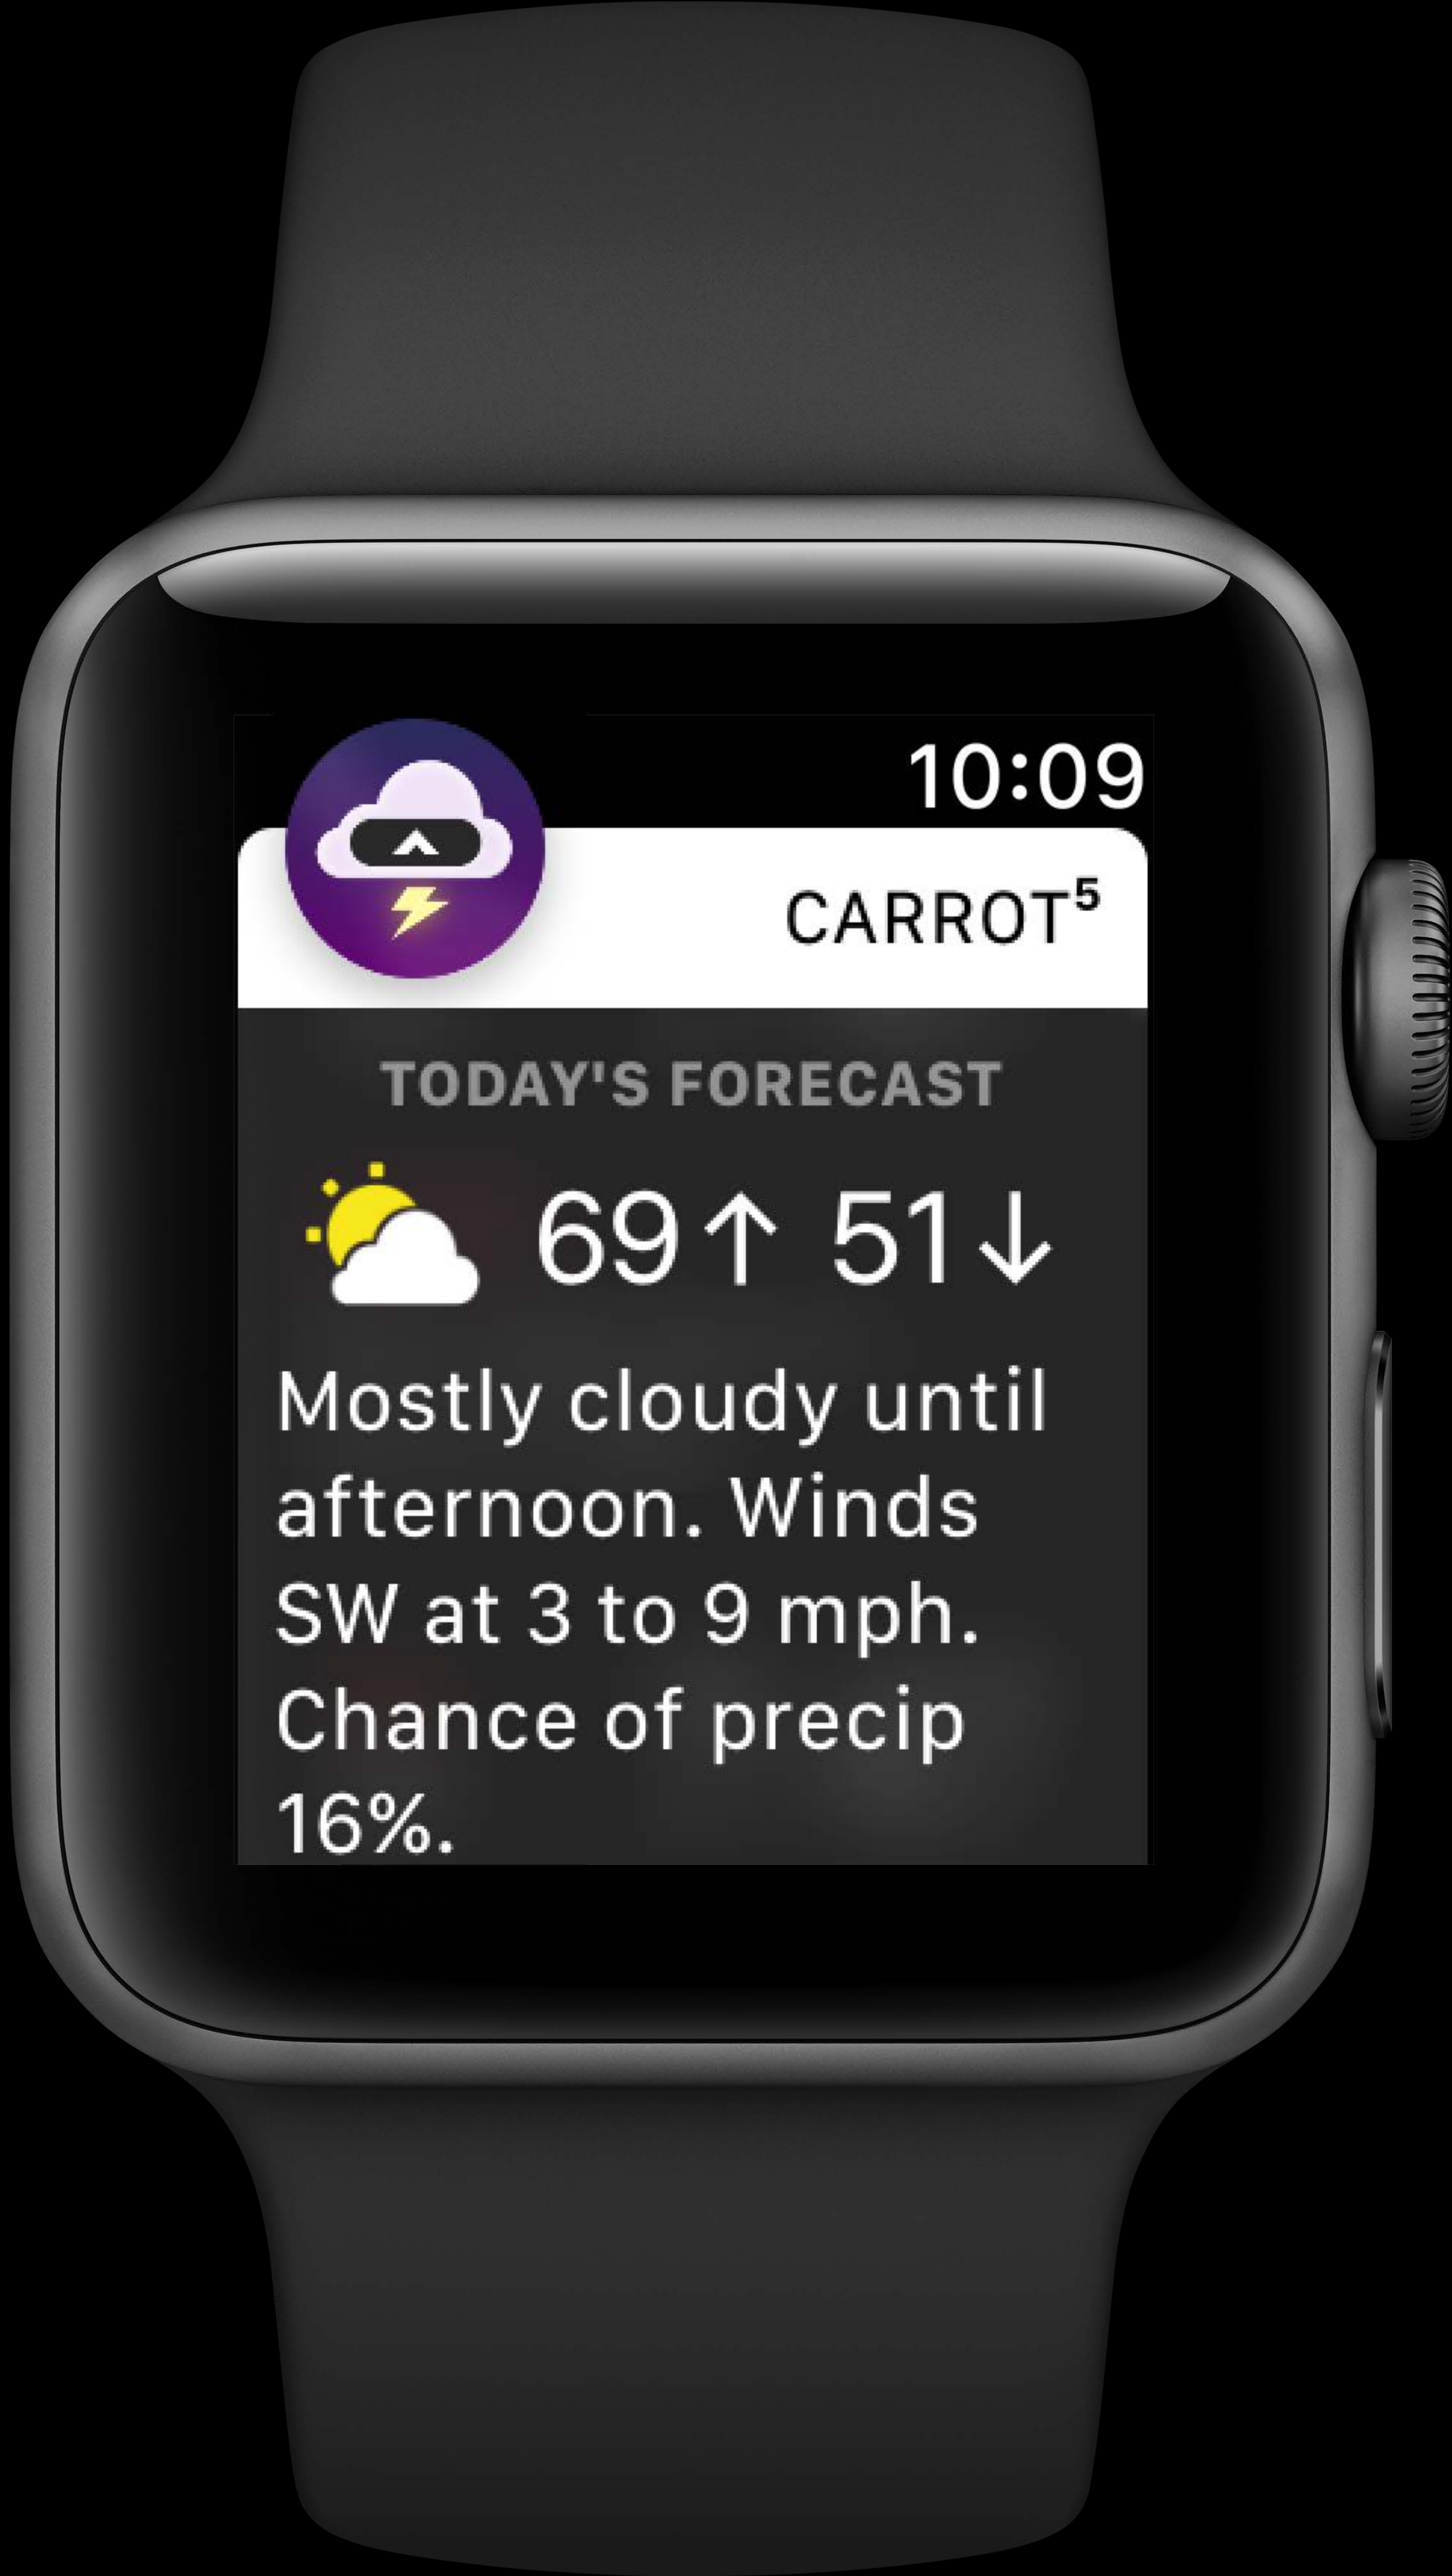 10:09
CARROT⁵
TODAY'S FORECAST
69↑ 51↓
Mostly cloudy until
afternoon. Winds
SW at 3 to 9 mph.
Chance of precip
16%.